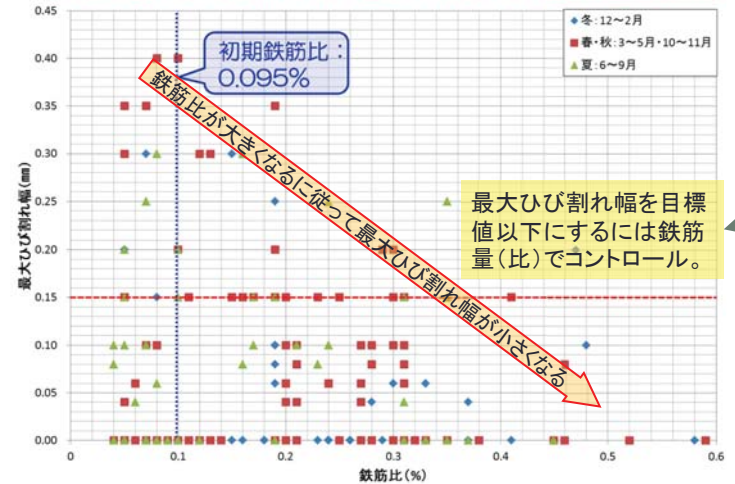 0.45
0.40
0.35
0.30
0.25
0.20
0.15
0.10
0.05
0.00
最大ひび割れ幅(㎜)
0
0.1
0.2
0.3
0.4
0.5
0.6
鉄筋比(%)
冬:12~2月
春・秋:3~5月・10~11月
夏:6~9月
初期鉄筋比:
0.095%
鉄筋比が大きくなるに従って最大ひび割れ幅が小さくなる
最大ひび割れ幅を目標
値以下にするには鉄筋
量(比)でコントロール。